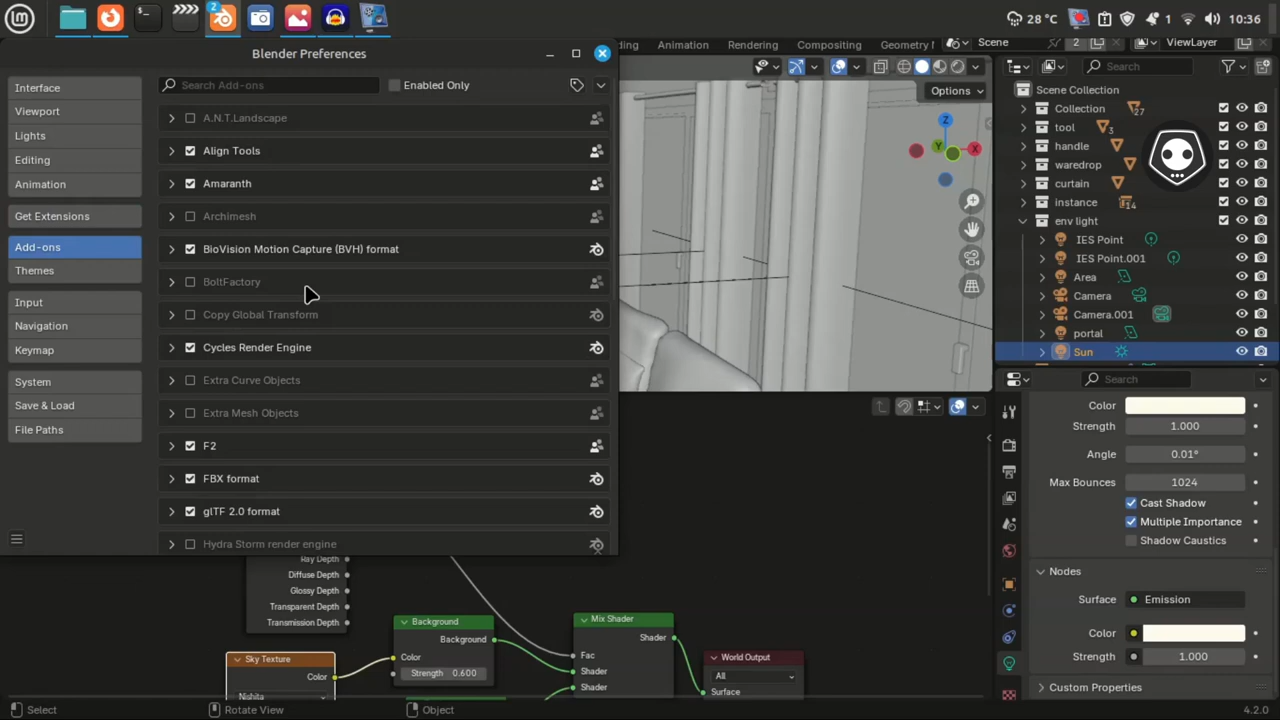 2
28 °C
1
10:36
Blender Preferences
ding
Animation
Rendering
Compositing
Geometry N
Scene
2
ViewLayer
Interface
Viewport
Lights
Editing
Animation
Get Extensions
Add-ons
Themes
Input
Navigation
Keymap
System
Save & Load
File Paths
Search Add-ons
Enabled Only
A.N.T.Landscape
Align Tools
Amaranth
Archimesh
BioVision Motion Capture (BVH) format
BoltFactory
Copy Global Transform
Cycles Render Engine
Extra Curve Objects
Extra Mesh Objects
F2
FBX format
glTF 2.0 format
Hydra Storm render engine
Options
Z
Y
X
Search
Scene Collection
Collection
27
tool
3
handle
waredrop
curtain
instance
14
env light
IES Point
IES Point.001
Area
Camera
Camera.001
portal
Sun
Search
Color
Strength
1.000
Angle
0.01°
Max Bounces
1024
Cast Shadow
Multiple Importance
Shadow Caustics
Nodes
Surface
Emission
Color
Strength
1.000
Custom Properties
Ray Depth
Diffuse Depth
Glossy Depth
Transparent Depth
Transmission Depth
Sky Texture
Color
Nishita
Background
Background
Color
Strength 0.600
Mix Shader
Shader
Fac
Shader
Shader
World Output
All
Surface
Select
Rotate View
Object
4.2.0